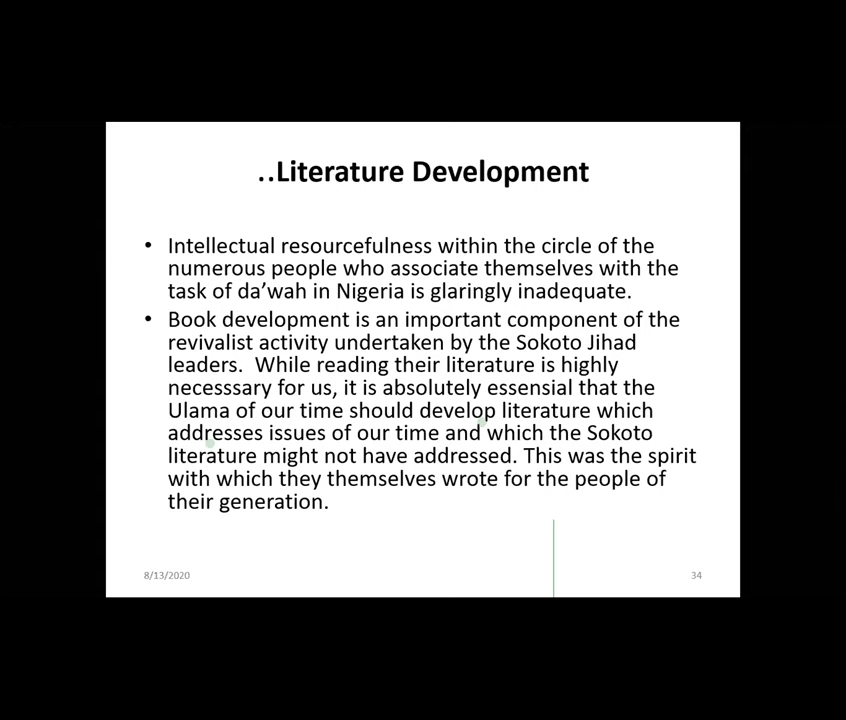 ..Literature Development
• Intellectual resourcefulness within the circle of the
numerous people who associate themselves with the
task of da’wah in Nigeria is glaringly inadequate.
• Book development is an important component of the
revivalist activity undertaken by the Sokoto Jihad
leaders.  While reading their literature is highly
necesssary for us, it is absolutely essensial that the
Ulama of our time should develop literature which
addresses issues of our time and which the Sokoto
literature might not have addressed. This was the spirit
with which they themselves wrote for the people of
their generation.
8/13/2020
34